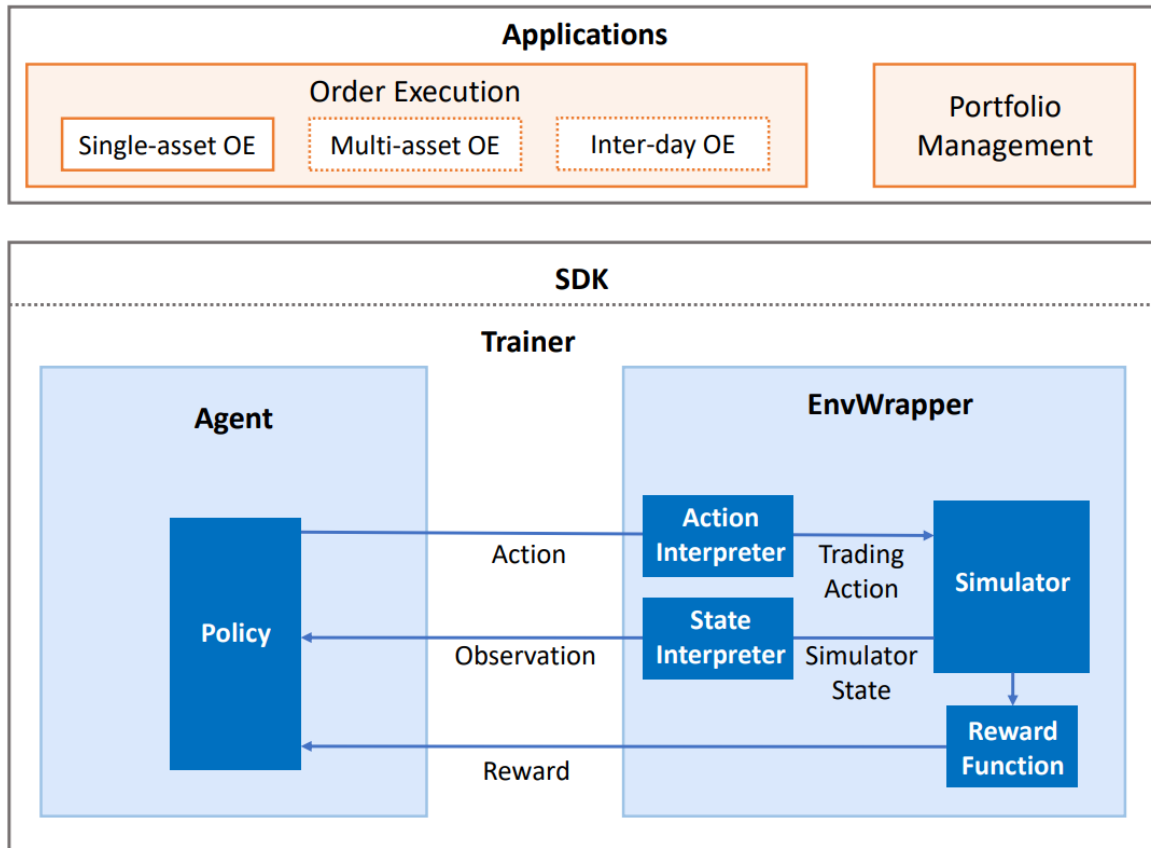 Applications
Order Execution
Single-asset OE
Multi-asset OE
Inter-day OE
Portfolio
Management
SDK
Trainer
Agent
EnvWrapper
Policy
Action
Action
Interpreter
Trading
Action
Simulator
Observation
State
Interpreter
Simulator
State
Reward
Reward
Function